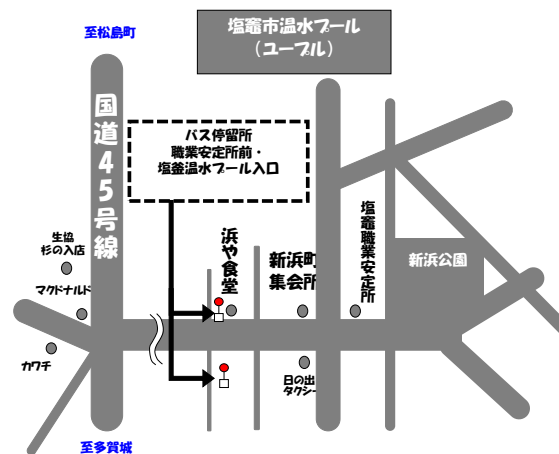 至松島町
塩竈市温水プール
（ユープル）
国道45号線
バス停留所
職業安定所前・
塩釜温水プール入口
生協
杉の入店
マクドナルド
カワチ
浜や食堂
新浜町
集会所
塩竈職業安定所
新浜公園
日の出
タクシー
至多賀城